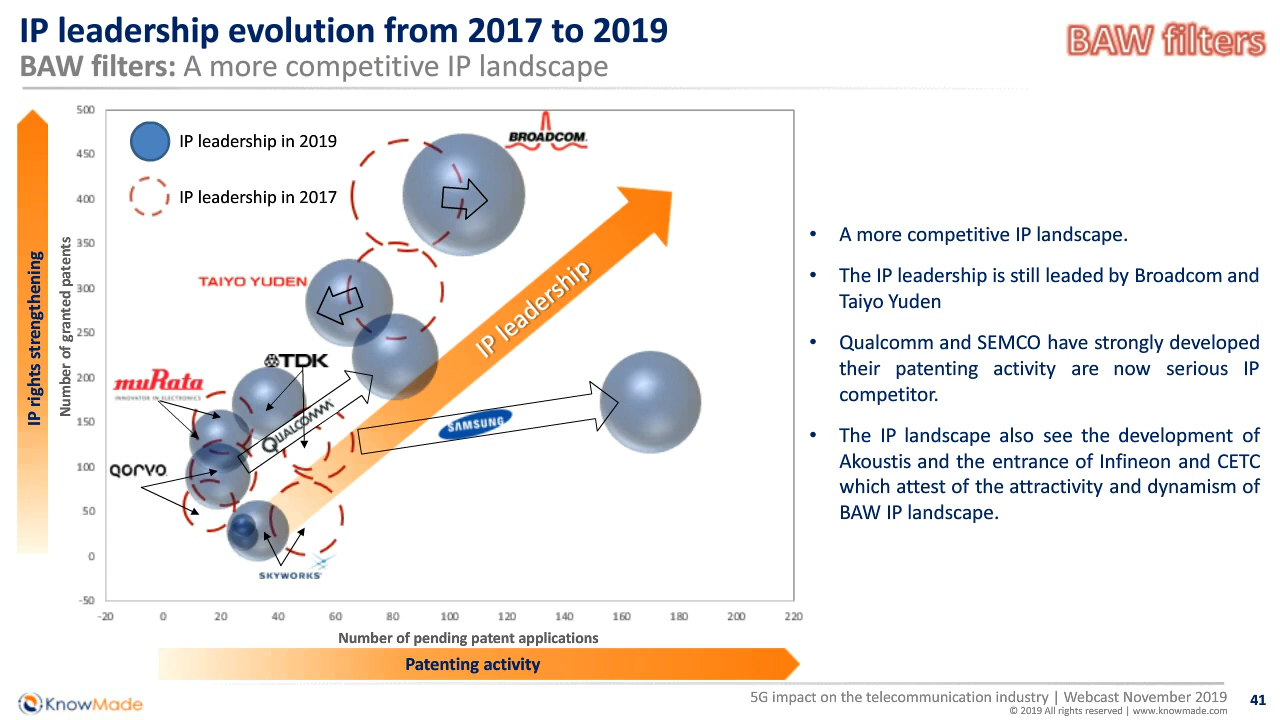 IP leadership evolution from 2017 to 2019
BAW filters: A more competitive IP landscape
BAW filters
IP rights strengthening
Number of granted patents
500
450
400
350
300
250
200
150
100
50
0
-50
-20
0
20
40
60
80
100
120
140
160
180
200
220
IP leadership in 2019
IP leadership in 2017
BROADCOM.
TAIYO YUDEN
IP leadership
TDK
muRata
INNOVATOR IN ELECTRONICS
QUALCOMM
SAMSUNG
QORVO
SKYWORKS
Number of pending patent applications
Patenting activity
• A more competitive IP landscape.
• The IP leadership is still leaded by Broadcom and
Taiyo Yuden
• Qualcomm and SEMCO have strongly developed
their patenting activity are now serious IP
competitor.
• The IP landscape also see the development of
Akoustis and the entrance of Infineon and CETC
which attest of the attractivity and dynamism of
BAW IP landscape.
KnowMade
5G impact on the telecommunication industry | Webcast November 2019
© 2019 All rights reserved | www.knowmade.com
41